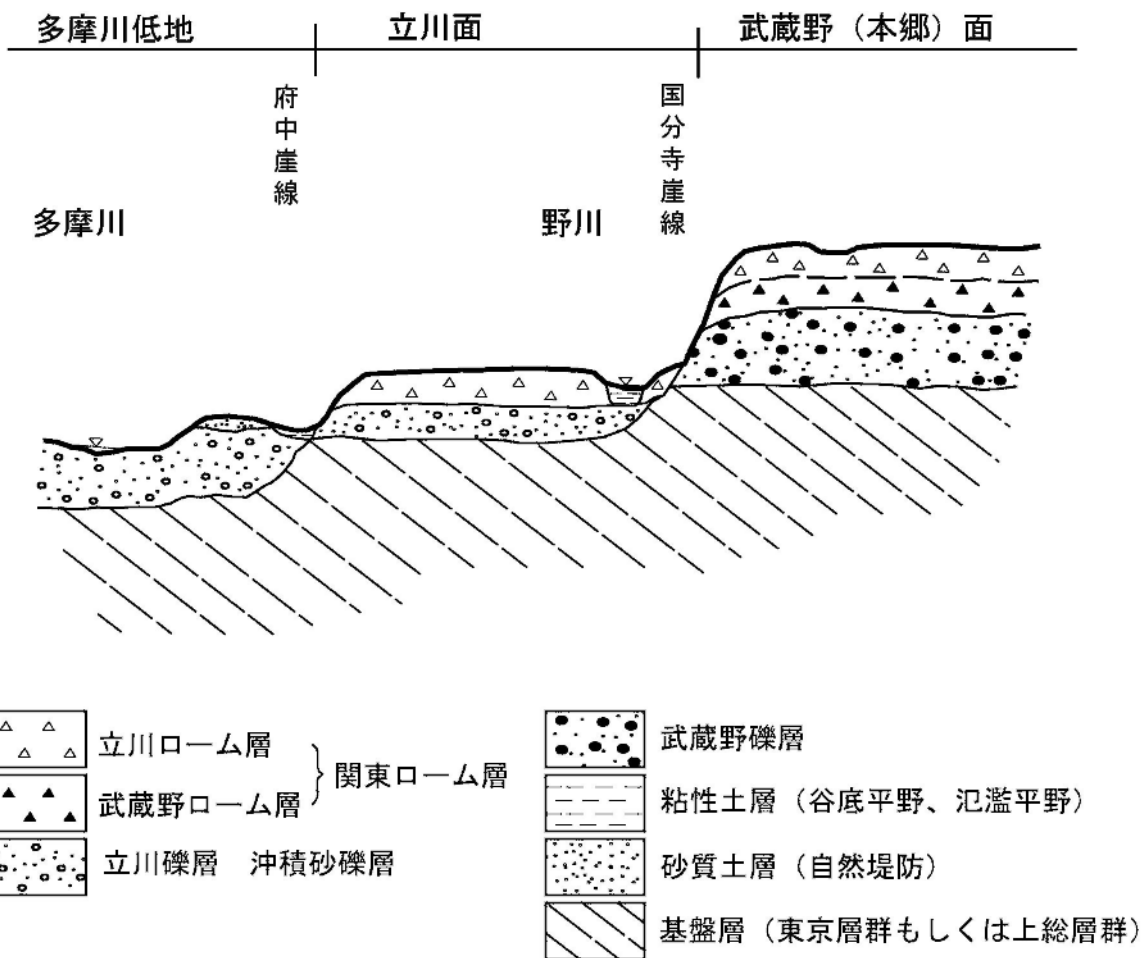 多摩川低地
立川面
武蔵野（本郷）面
府中崖線
国分寺崖線
多摩川
野川
立川ローム層
武蔵野ローム層
関東ローム層
立川礫層　沖積砂礫層
武蔵野礫層
粘性土層（谷底平野、氾濫平野）
砂質土層（自然堤防）
基盤層（東京層群もしくは上総層群）